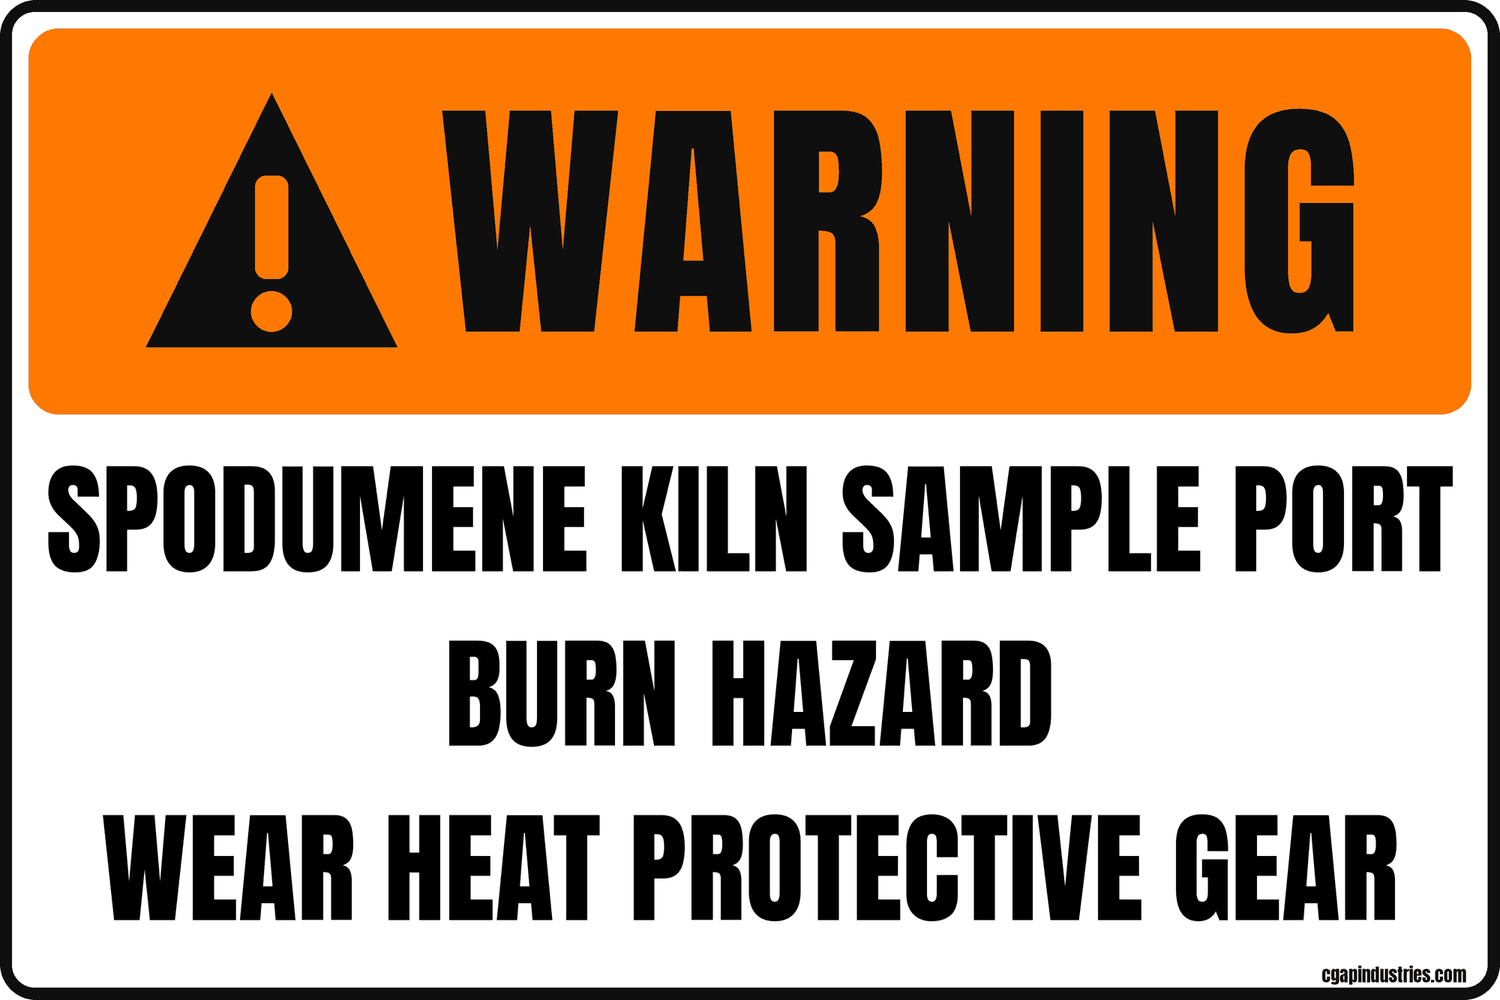 WARNING
SPODUMENE KILN SAMPLE PORT
BURN HAZARD
WEAR HEAT PROTECTIVE GEAR
cgapindustries.com